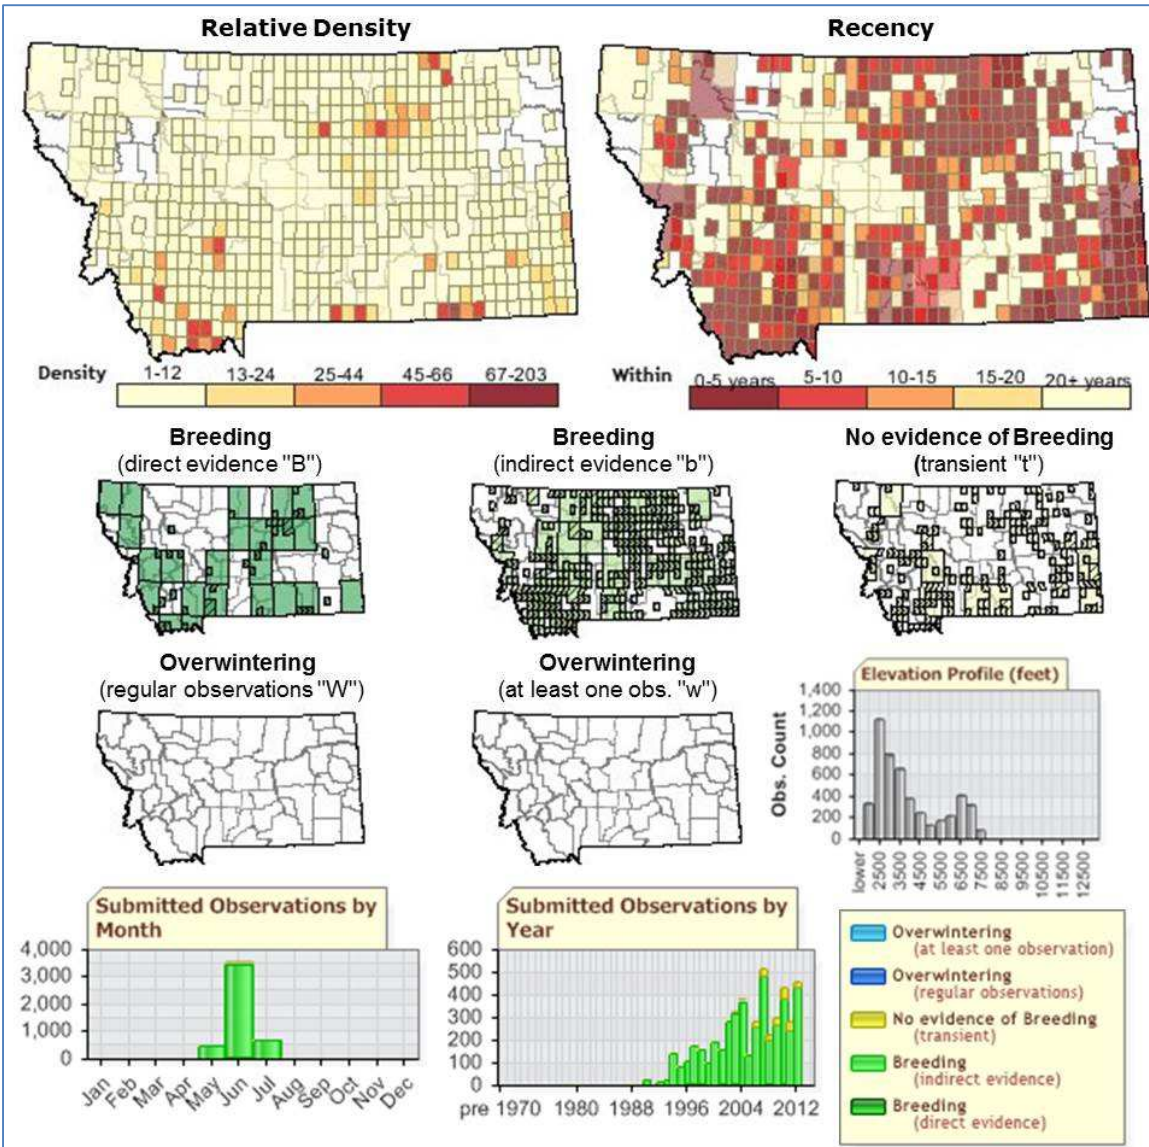 Relative Density
Recency
Density
1-12
13-24
25-44
45-66
67-203
Within
0-5 years
5-10
10-15
15-20
20+ years
Breeding
(direct evidence "B")
Breeding
(indirect evidence "b")
No evidence of Breeding
(transient "t")
Overwintering
(regular observations "W")
Overwintering
(at least one obs. "w")
Elevation Profile (feet)
Obs. Count
1,400
1,200
1,000
800
600
400
200
0
lower
2500
3500
4500
5500
6500
7500
8500
9500
10500
11500
12500
Submitted Observations by
Month
4,000
3,000
2,000
1,000
0
Jan
Feb
Mar
Apr
May
Jun
Jul
Aug
Sep
Oct
Nov
Dec
Submitted Observations by
Year
600
500
400
300
200
100
0
pre 1970
1980
1988
1996
2004
2012
Overwintering
(at least one observation)
Overwintering
(regular observations)
No evidence of Breeding
(transient)
Breeding
(indirect evidence)
Breeding
(direct evidence)